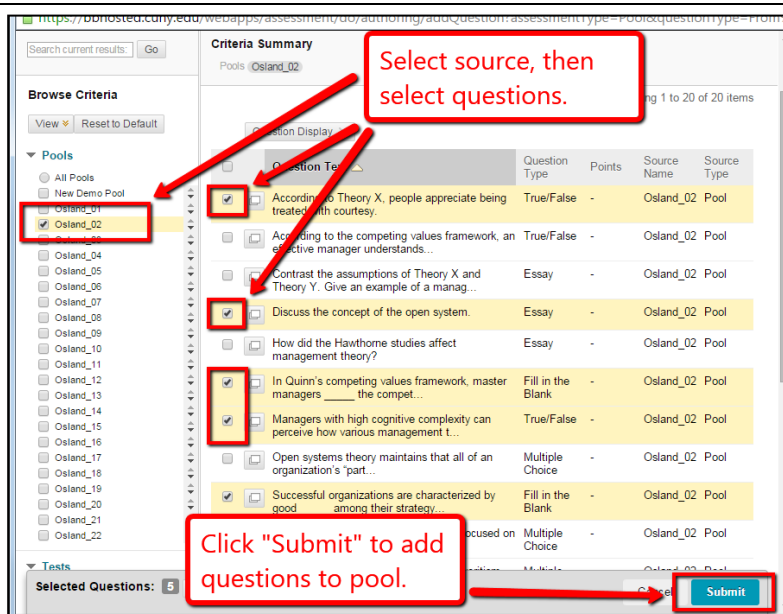 https://bbhosted.cuny.edu/webapps/assessment/do/authoring/addQuestion?assessmentType=Pool&questionType=From
Search current results: Go
Criteria Summary
Pools Osland_02
Select source, then
select questions.
Browse Criteria
ng 1 to 20 of 20 items
View Reset to Default
Question Display
Pools
Question Question Points Source Source
Type Name Type
All Pools
New Demo Pool
Osland_01
Osland_02
Osland_04
Osland_05
Osland_06
Osland_07
Osland_08
Osland_09
Osland_10
Osland_11
Osland_12
Osland_13
Osland_14
Osland_15
Osland_16
Osland_17
Osland_18
Osland_19
Osland_20
Osland_21
Osland_22
Tests
According to Theory X, people appreciate being True/False - Osland_02 Pool
treated with courtesy.
According to the competing values framework, an True/False - Osland_02 Pool
effective manager understands...
Contrast the assumptions of Theory X and Essay - Osland_02 Pool
Theory Y. Give an example of a manag...
Discuss the concept of the open system. Essay - Osland_02 Pool
How did the Hawthorne studies affect Essay - Osland_02 Pool
management theory?
In Quinn's competing values framework, master Fill in the - Osland_02 Pool
managers _____ the compet... Blank
Managers with high cognitive complexity can True/False - Osland_02 Pool
perceive how various management t...
Open systems theory maintains that all of an Multiple - Osland_02 Pool
organization's "part... Choice
Successful organizations are characterized by Fill in the - Osland_02 Pool
good _____ among their strategy... Blank
ocused on Multiple - Osland_02 Pool
Choice
Click "Submit" to add
questions to pool.
Selected Questions: 5
Cancel Submit